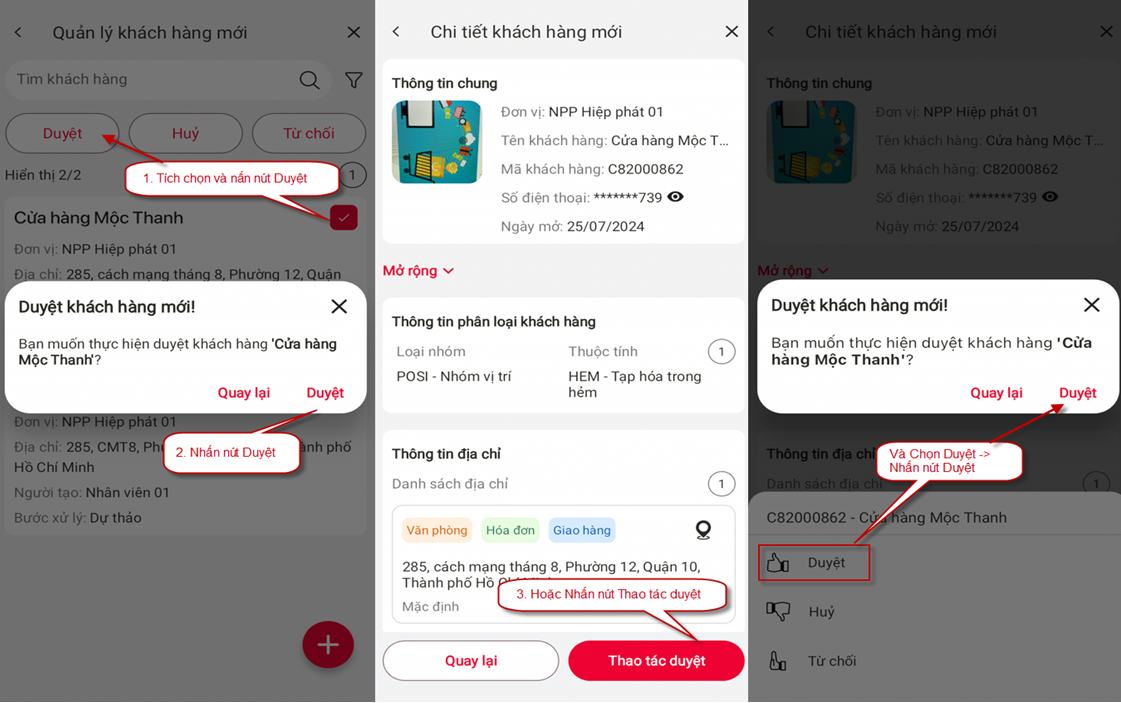 Quản lý khách hàng mới
Tìm khách hàng
Duyệt
Huỷ
Từ chối
Hiển thị 2/2
1
1. Tích chọn và nắn nút Duyệt
Cửa hàng Mộc Thanh
Đơn vị: NPP Hiệp phát 01
Địa chỉ: 285, cách mạng tháng 8, Phường 12, Quận
Duyệt khách hàng mới!
Bạn muốn thực hiện duyệt khách hàng 'Cửa hàng
Mộc Thanh'?
Quay lại
Duyệt
Đơn vị: NPP Hiệp phát 01
Địa chỉ: 285, CMT8, Phư
ành phố
Hồ Chí Minh
2. Nhấn nút Duyệt
Người tạo: Nhân viên 01
Bước xử lý: Dự thảo
Chi tiết khách hàng mới
Thông tin chung
Đơn vị: NPP Hiệp phát 01
Tên khách hàng: Cửa hàng Mộc T...
Mã khách hàng: C82000862
Số điện thoại: *******739
Ngày mở: 25/07/2024
Mở rộng
Thông tin phân loại khách hàng
Loại nhóm
Thuộc tính
1
POSI - Nhóm vị trí
HEM - Tạp hóa trong
hẻm
Thông tin địa chỉ
Danh sách địa chỉ
1
Văn phòng
Hóa đơn
Giao hàng
285, cách mạng tháng 8, Phường 12, Quận 10,
Thành phố Hồ Chí
Mặc định
3. Hoặc Nhấn nút Thao tác duyệt
Quay lại
Thao tác duyệt
Chi tiết khách hàng mới
Thông tin chung
Đơn vị: NPP Hiệp phát 01
Tên khách hàng: Cửa hàng Mộc T...
Mã khách hàng: C82000862
Số điện thoại: *******739
Ngày mở: 25/07/2024
Mở rộng
Duyệt khách hàng mới!
Bạn muốn thực hiện duyệt khách hàng 'Cửa
hàng Mộc Thanh'?
Quay lại
Duyệt
Thông tin địa chỉ
Danh sách địa chỉ
1
Và Chọn Duyệt ->
Nhấn nút Duyệt
C82000862 - Cửa hàng Mộc Thanh
Duyệt
Huỷ
Từ chối